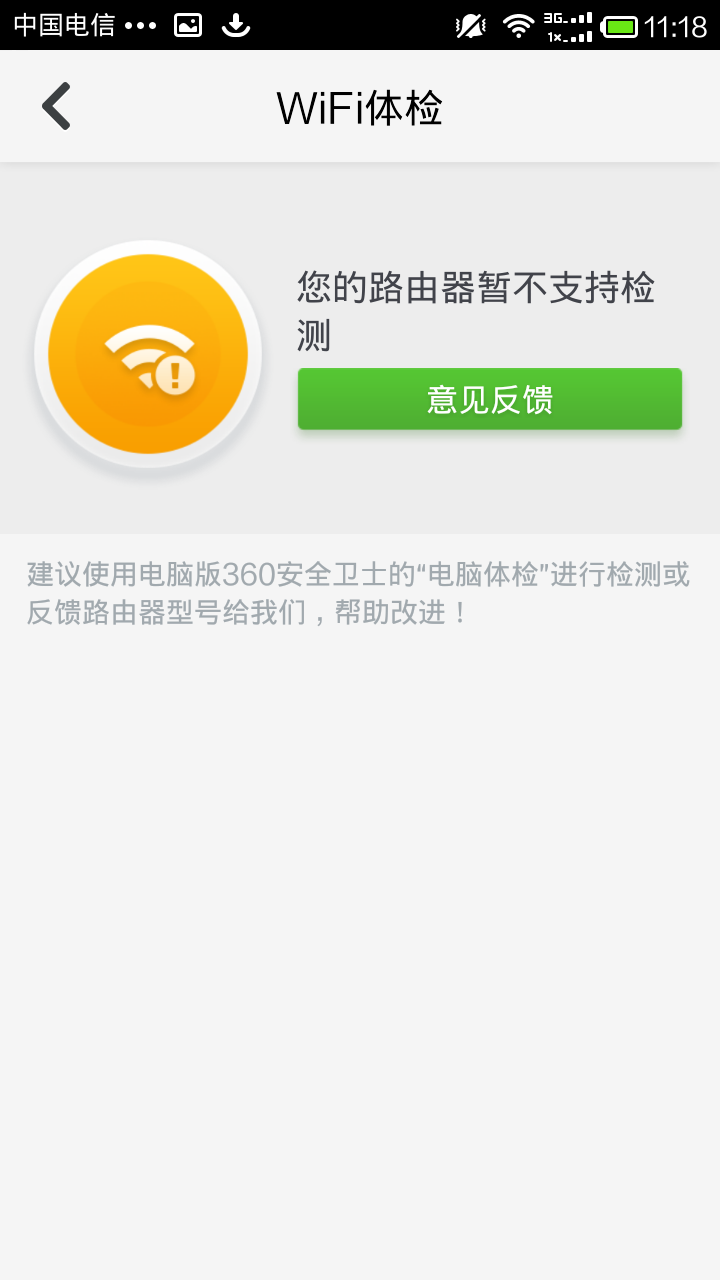 中国电信 ••• 3G 1x 11:18
WiFi体检
您的路由器暂不支持检
测
意见反馈
建议使用电脑版360安全卫士的“电脑体检”进行检测或
反馈路由器型号给我们，帮助改进！